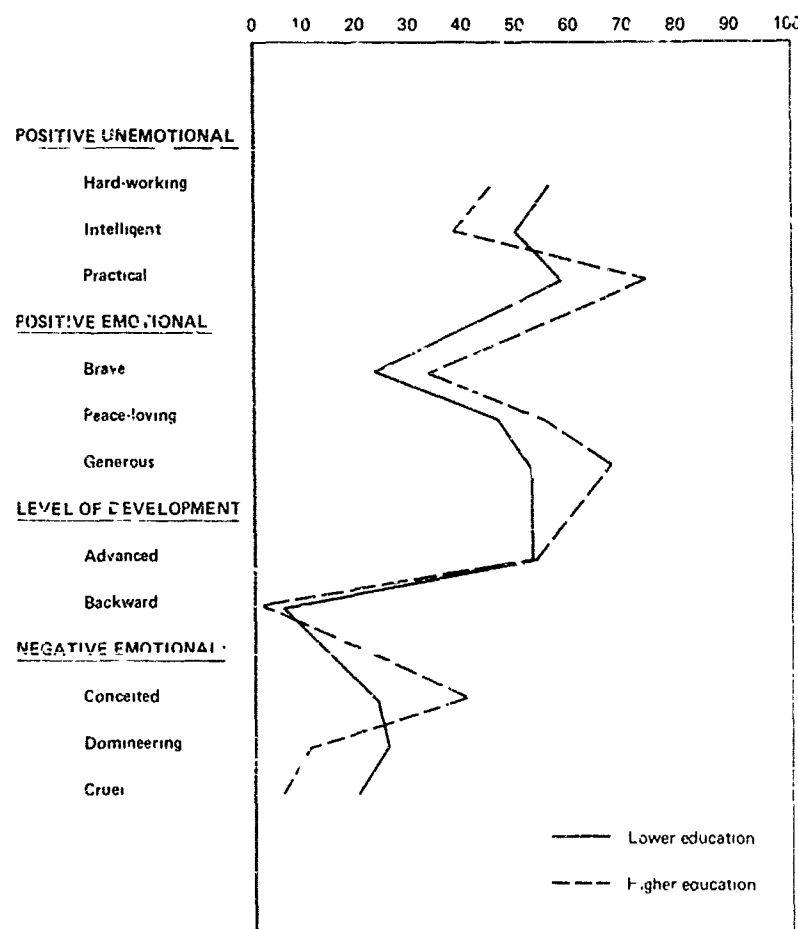 0 10 20 30 40 50 60 70 80 90 100
POSITIVE UNEMOTIONAL
Hard-working
Intelligent
Practical
POSITIVE EMOTIONAL
Brave
Peace-loving
Generous
LEVEL OF DEVELOPMENT
Advanced
Backward
NEGATIVE EMOTIONAL
Conceited
Domineering
Cruel
Lower education
Higher education